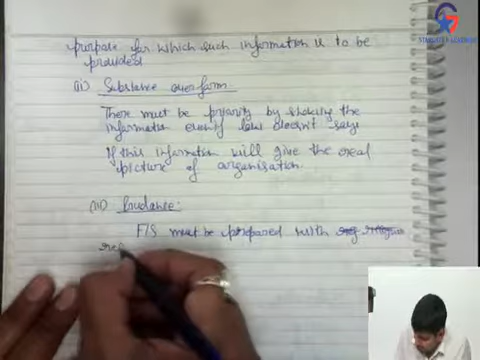 purpose for which such information is to be
provided
(ii) Substance over form
There must be priority by showing the
information even if law doesn't says
If this information will give the real
picture of organisation.
(iii) Prudance:
F/S must be prepared with